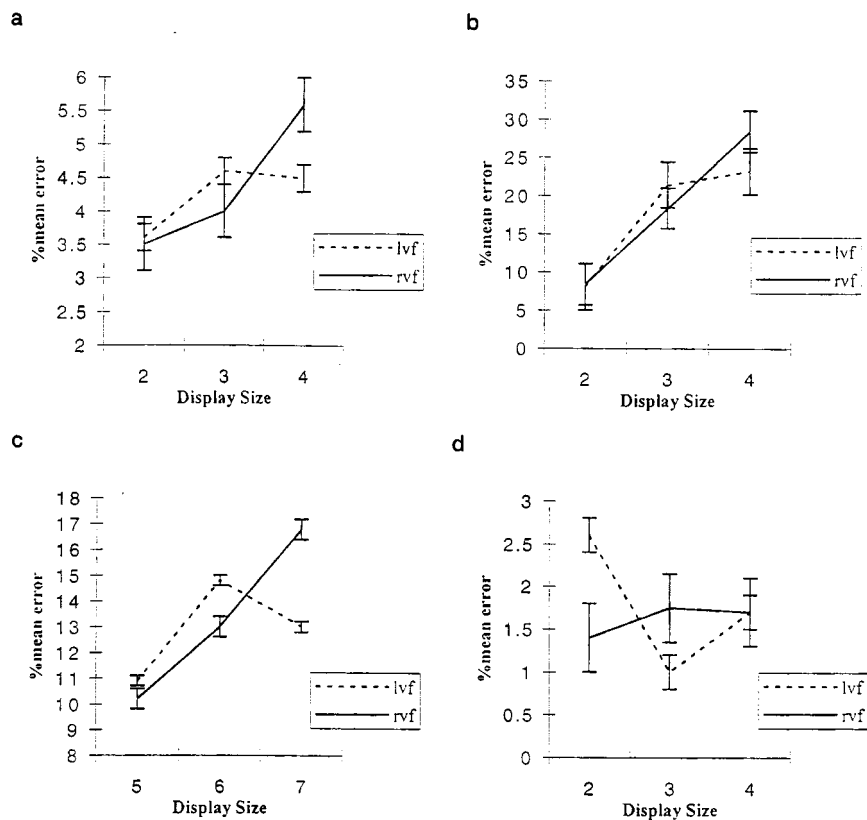 a
6
5.5
5
4.5
4
3.5
3
2.5
2
%mean error
lvf
rvf
2 3 4
Display Size
b
35
30
25
20
15
10
5
0
%mean error
lvf
rvf
2 3 4
Display Size
c
18
17
16
15
14
13
12
11
10
9
8
%mean error
lvf
rvf
5 6 7
Display Size
d
3
2.5
2
1.5
1
0.5
0
%mean error
lvf
rvf
2 3 4
Display Size